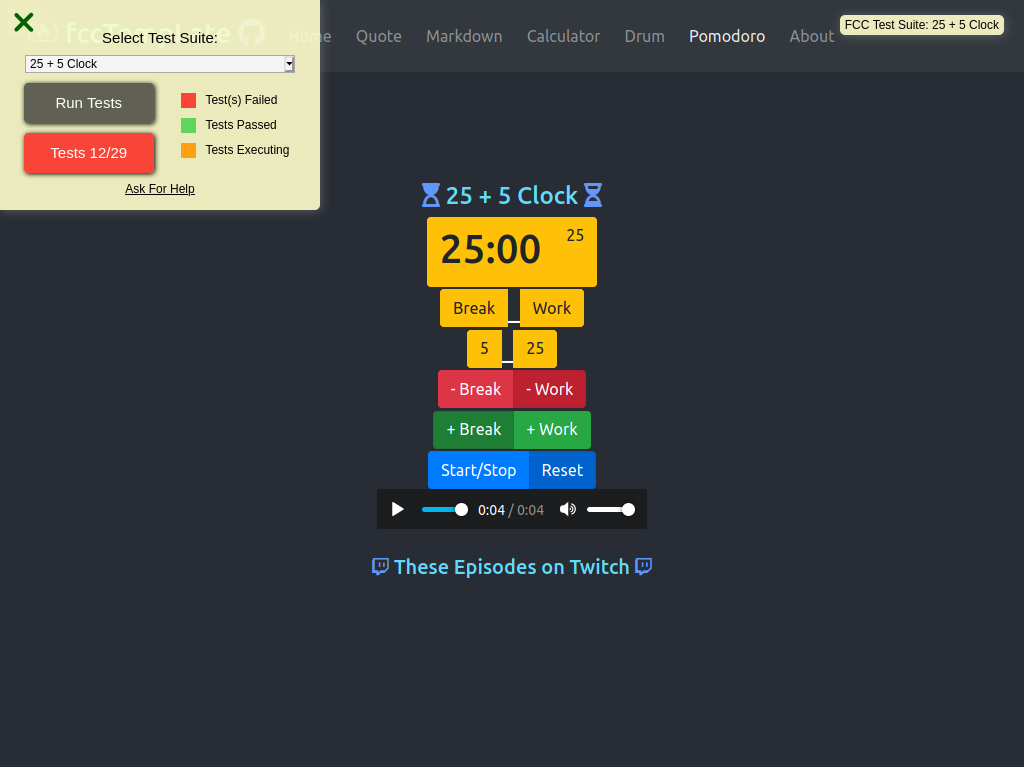 fccTemplate
Home Quote Markdown Calculator Drum Pomodoro About
FCC Test Suite: 25 + 5 Clock
Select Test Suite:
25 + 5 Clock
Run Tests
Tests 12/29
Test(s) Failed
Tests Passed
Tests Executing
Ask For Help
25 + 5 Clock
25:00 25
Break Work
5 25
- Break - Work
+ Break + Work
Start/Stop Reset
0:04 / 0:04
These Episodes on Twitch